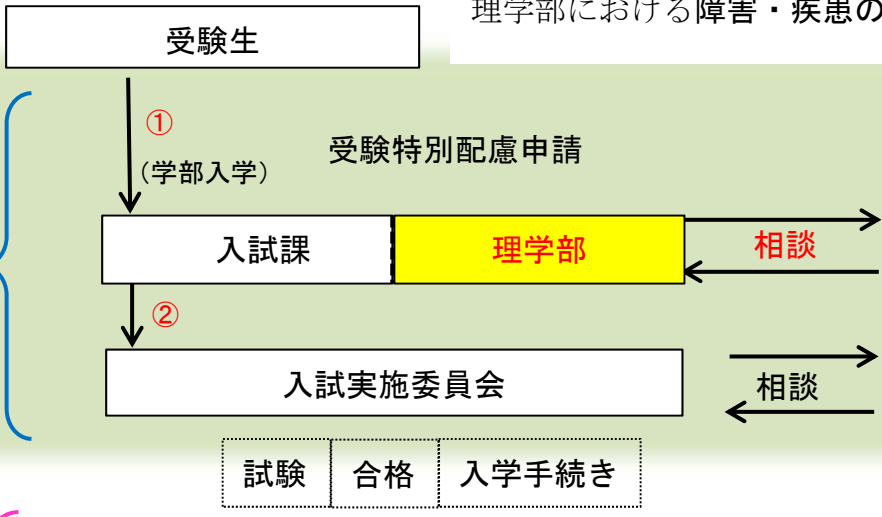 理学部における障害・疾患の
受験生
①
(学部入学)
受験特別配慮申請
入試課
理学部
相談
②
入試実施委員会
相談
試験
合格
入学手続き